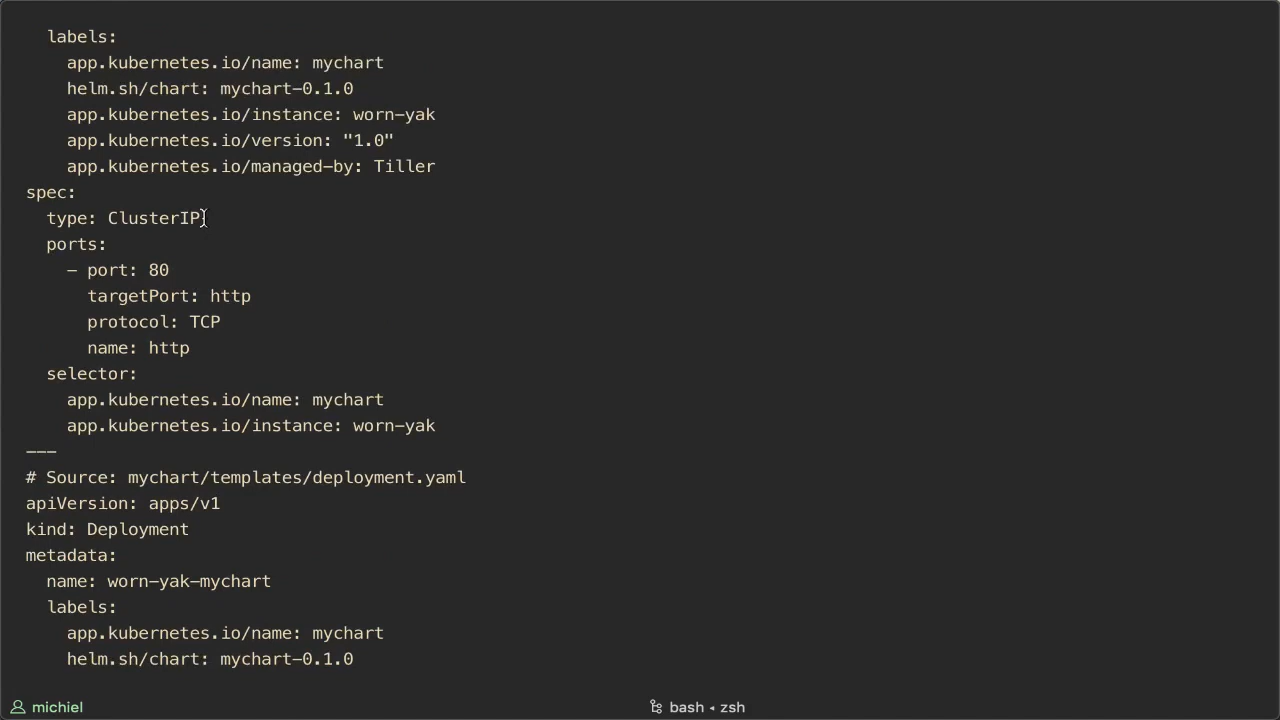 labels:
    app.kubernetes.io/name: mychart
    helm.sh/chart: mychart-0.1.0
    app.kubernetes.io/instance: worn-yak
    app.kubernetes.io/version: "1.0"
    app.kubernetes.io/managed-by: Tiller
spec:
  type: ClusterIP
  ports:
    - port: 80
      targetPort: http
      protocol: TCP
      name: http
  selector:
    app.kubernetes.io/name: mychart
    app.kubernetes.io/instance: worn-yak
---
# Source: mychart/templates/deployment.yaml
apiVersion: apps/v1
kind: Deployment
metadata:
  name: worn-yak-mychart
  labels:
    app.kubernetes.io/name: mychart
    helm.sh/chart: mychart-0.1.0
michiel bash ◂ zsh